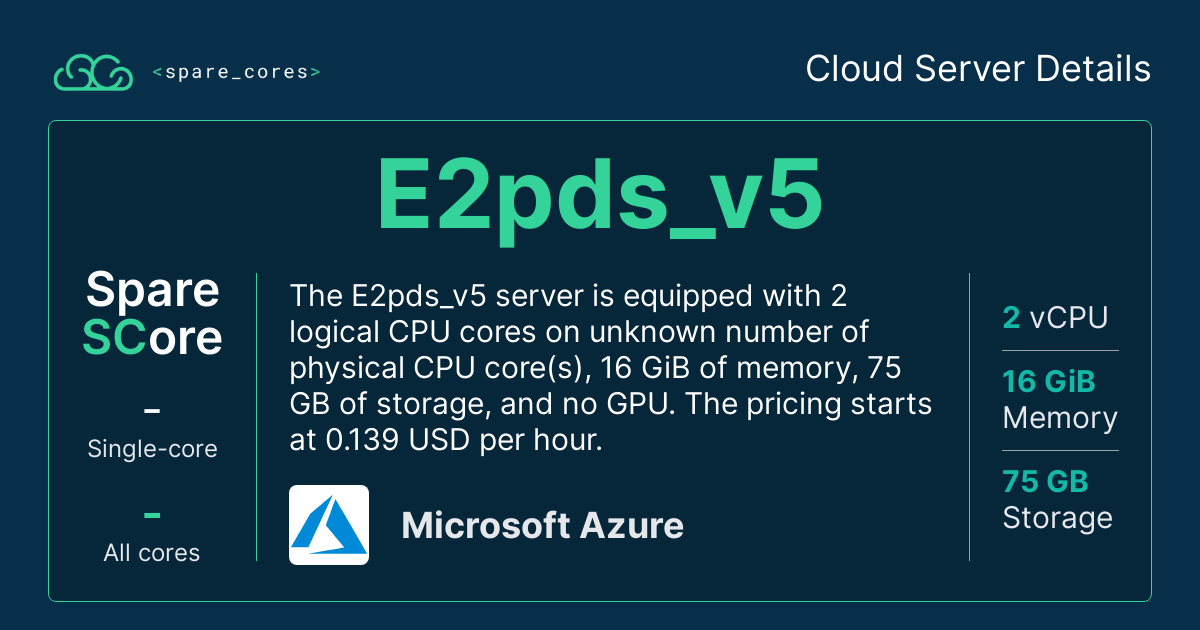 <spare_cores>
Cloud Server Details
E2pds_v5
Spare
SCore
–
Single-core
–
All cores
The E2pds_v5 server is equipped with 2
logical CPU cores on unknown number of
physical CPU core(s), 16 GiB of memory, 75
GB of storage, and no GPU. The pricing starts
at 0.139 USD per hour.
Microsoft Azure
2 vCPU
16 GiB
Memory
75 GB
Storage